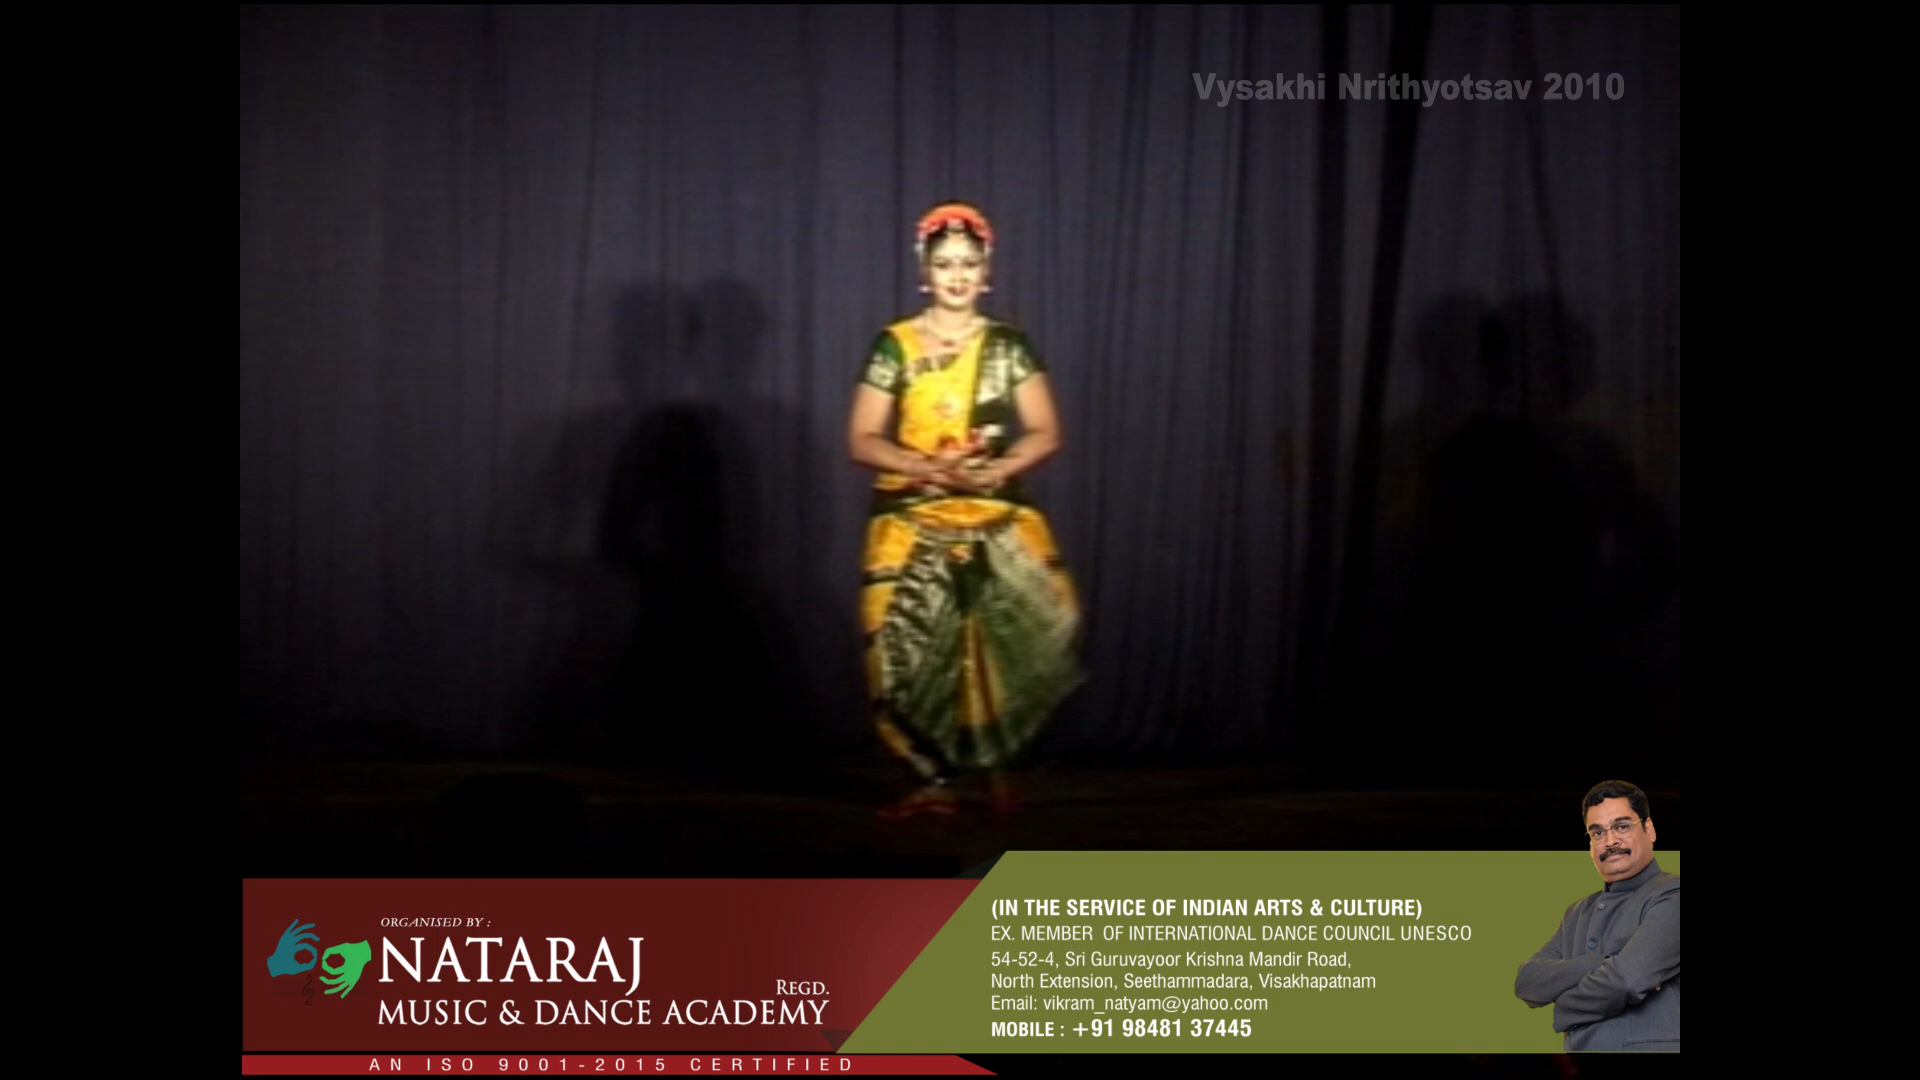 Vysakhi Nrithyotsav 2010
ORGANISED BY :
NATARAJ
REGD.
MUSIC & DANCE ACADEMY
AN ISO 9001-2015 CERTIFIED
(IN THE SERVICE OF INDIAN ARTS & CULTURE)
EX. MEMBER OF INTERNATIONAL DANCE COUNCIL UNESCO
54-52-4, Sri Guruvayoor Krishna Mandir Road,
North Extension, Seethammadara, Visakhapatnam
Email: vikram_natyam@yahoo.com
MOBILE : +91 98481 37445